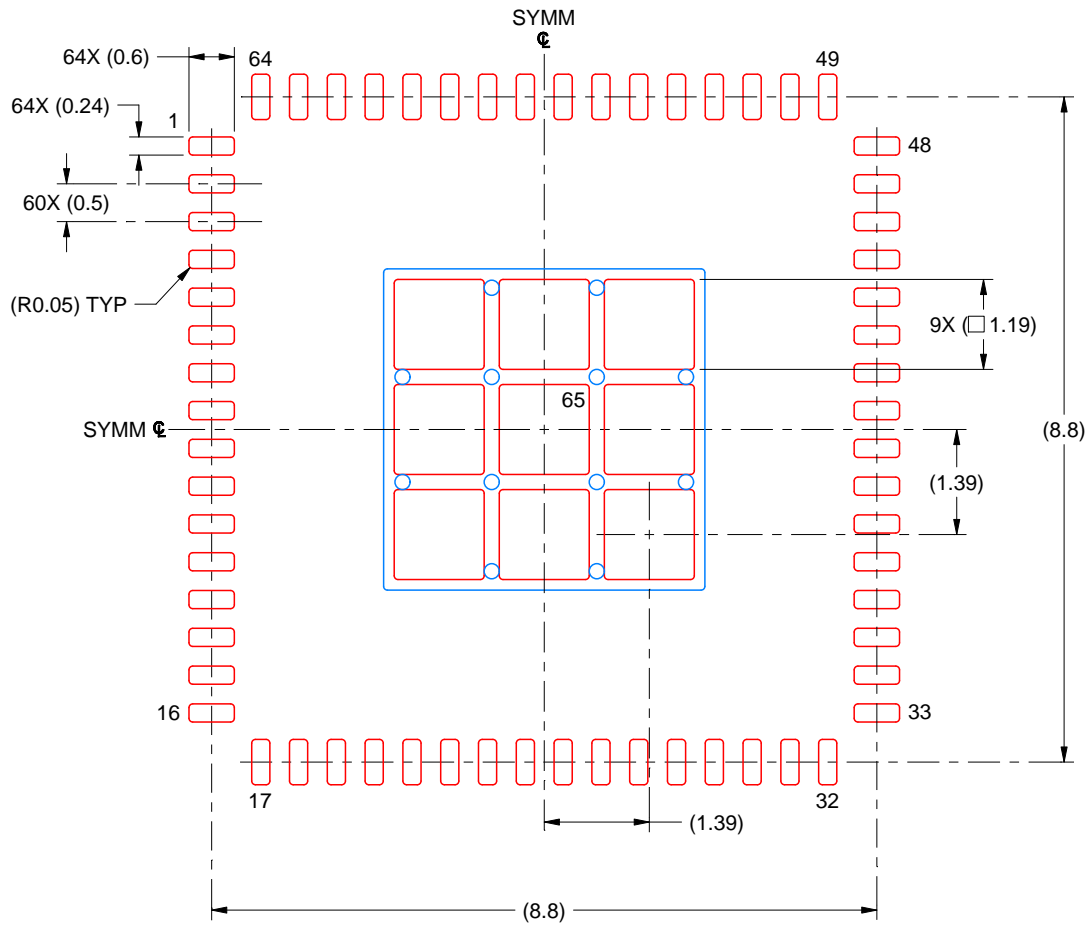 SYMM
℄
64X (0.6)
64
49
64X (0.24)
1
48
60X (0.5)
(R0.05) TYP
9X (□ 1.19)
65
SYMM ℄
(8.8)
(1.39)
16
33
17
32
(1.39)
(8.8)